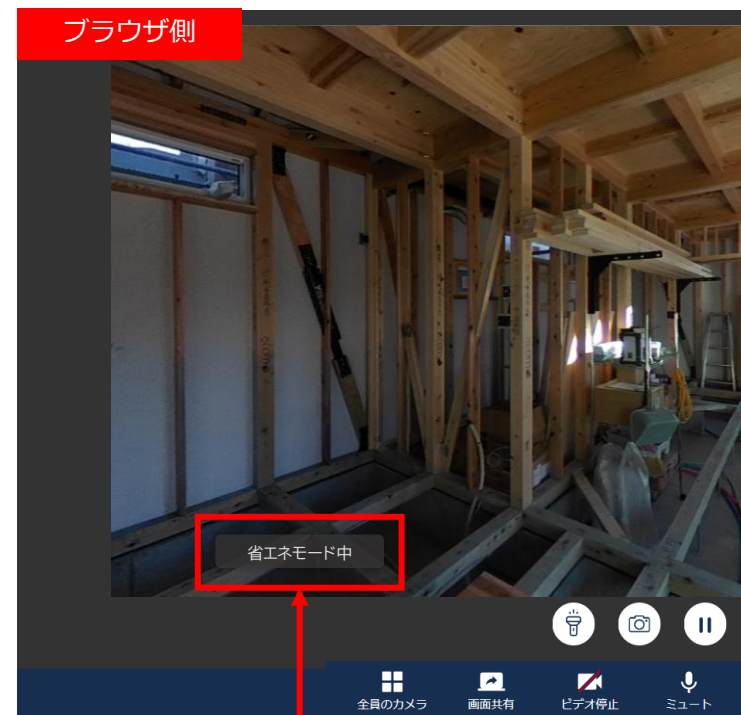 ブラウザ側
省エネモード中
全員のカメラ
画面共有
ビデオ停止
ミュート